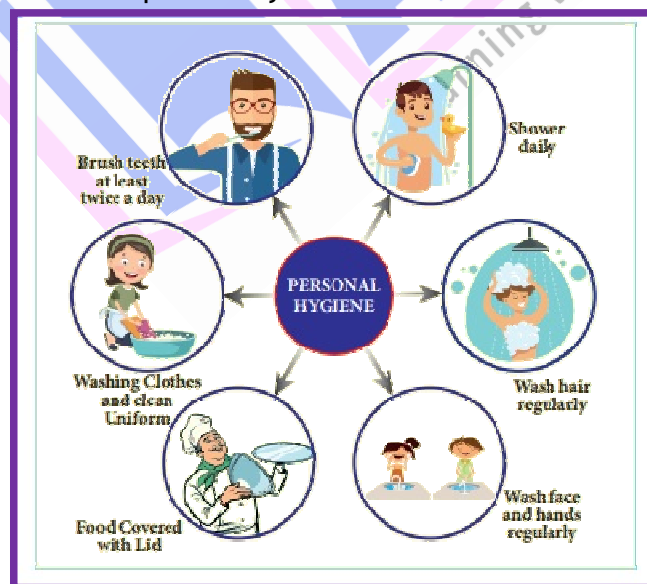 Shower
daily
Brush teeth
at least
twice a day
PERSONAL
HYGIENE
Washing Clothes
and clean
Uniform
Wash hair
regularly
Food Covered
with Lid
Wash face
and hands
regularly